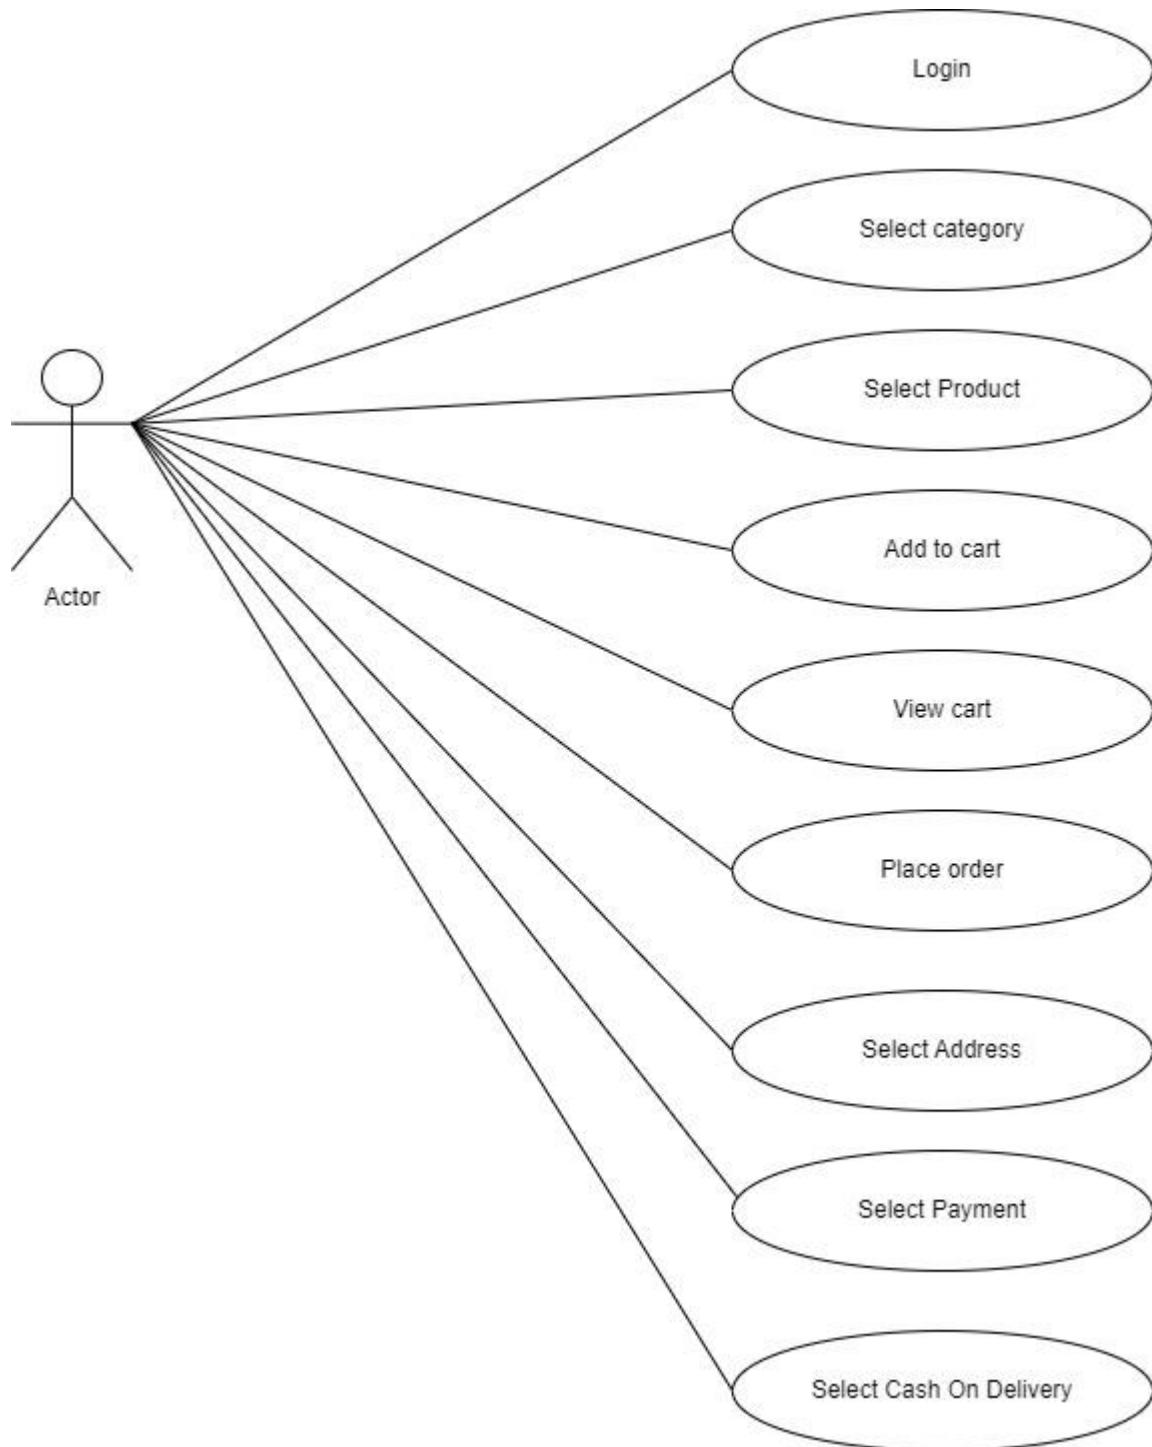 Login
Select category
Select Product
Add to cart
Actor
View cart
Place order
Select Address
Select Payment
Select Cash On Delivery